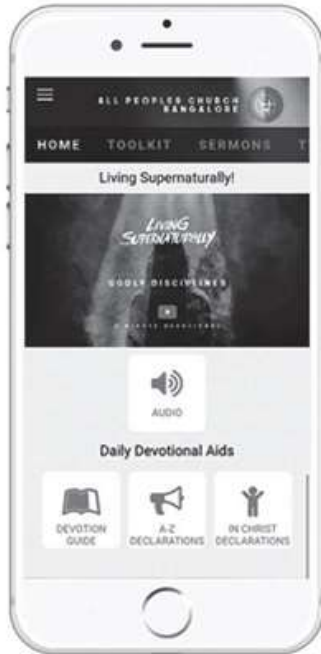 ALL PEOPLES CHURCH
BANGALORE
HOME TOOLKIT SERMONS T
Living Supernaturally!
LIVING
SUPERNATURALLY
GODLY DISCIPLINES
AUDIO
Daily Devotional Aids
DEVOTION
GUIDE
A-Z
DECLARATIONS
IN CHRIST
DECLARATIONS